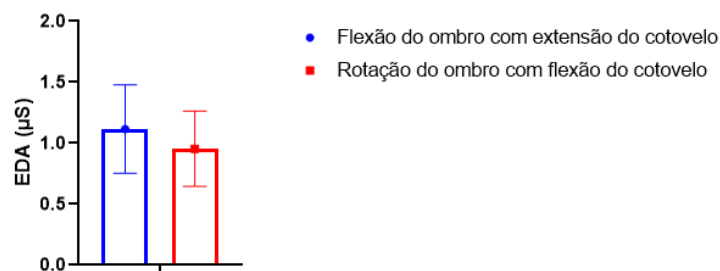 2.0
1.5
1.0
0.5
0.0
EDA (µS)
Flexão do ombro com extensão do cotovelo
Rotação do ombro com flexão do cotovelo